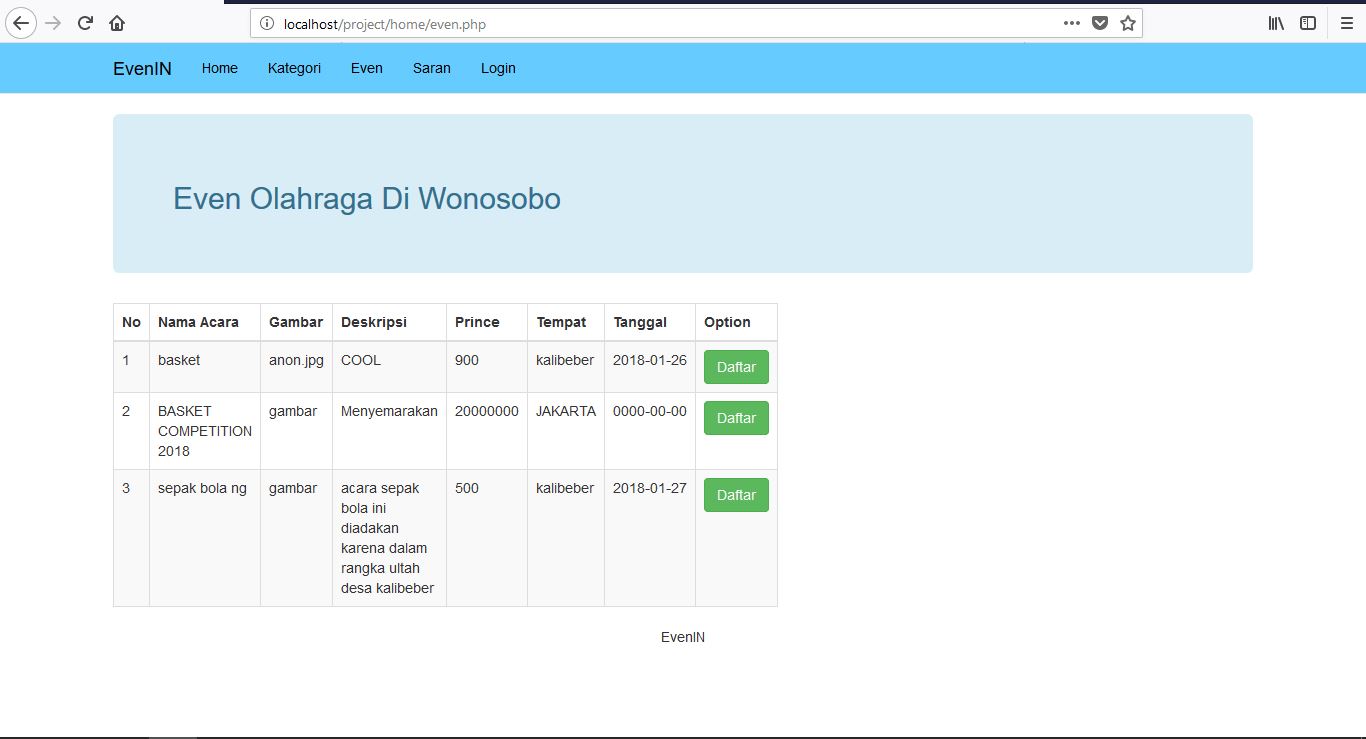 localhost/project/home/even.php
EvenIN Home Kategori Even Saran Login
Even Olahraga Di Wonosobo
No Nama Acara Gambar Deskripsi Prince Tempat Tanggal Option
1 basket anon.jpg COOL 900 kalibeber 2018-01-26 Daftar
2 BASKET gambar Menyemarakan 20000000 JAKARTA 0000-00-00 Daftar
COMPETITION
2018
3 sepak bola ng gambar acara sepak 500 kalibeber 2018-01-27 Daftar
bola ini
diadakan
karena dalam
rangka ultah
desa kalibeber
EvenIN